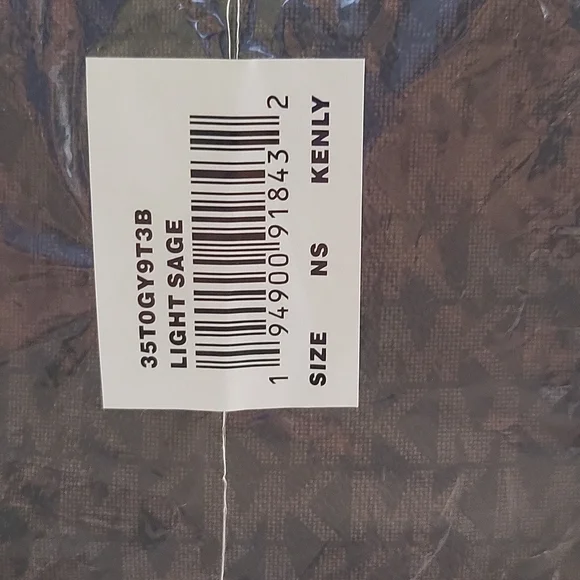 35T0GY9T3B
LIGHT SAGE
1 94900 91843 2
SIZE NS KENLY